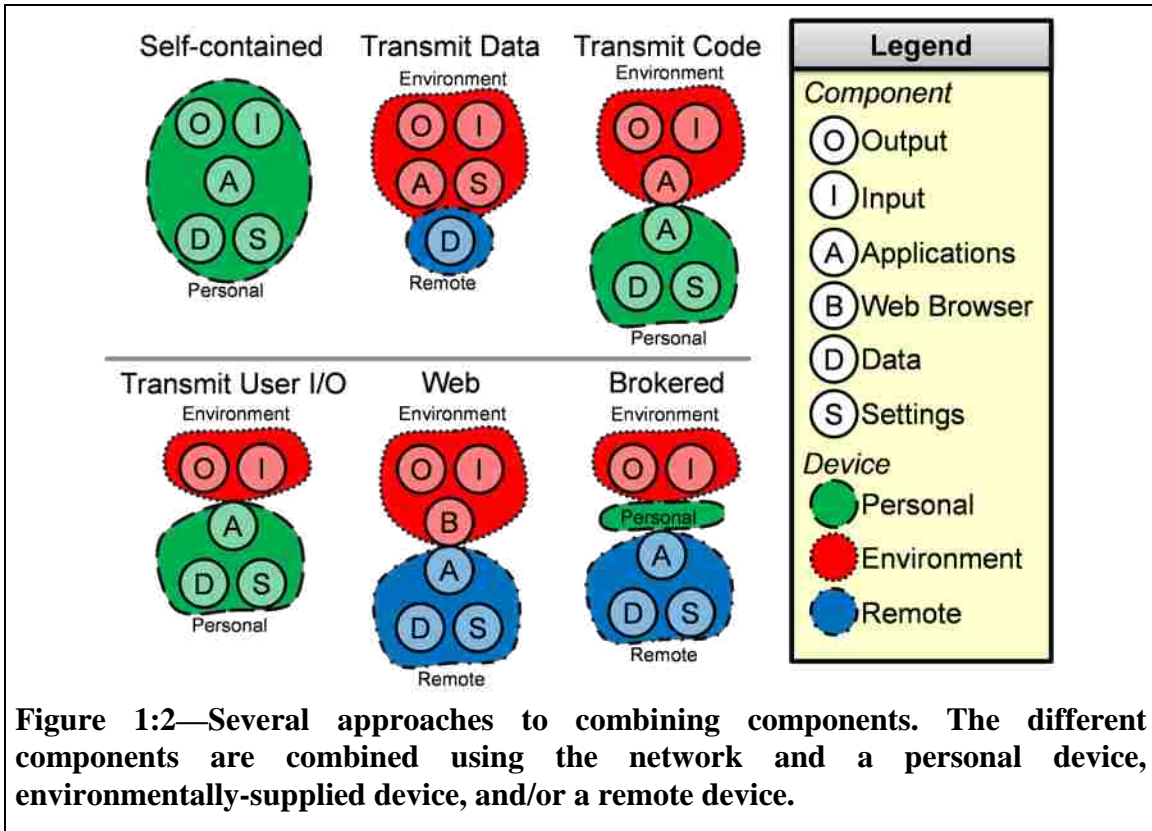 Self-contained
O I
A
D S
Personal
Transmit Data
Environment
O I
A S
D
Remote
Transmit Code
Environment
O I
A
A
D S
Personal
Transmit User I/O
Environment
O I
A
D S
Personal
Web
Environment
O I
B
A
D S
Remote
Brokered
Environment
O I
Personal
A
D S
Remote
Legend
Component
O Output
I Input
A Applications
B Web Browser
D Data
S Settings
Device
Personal
Environment
Remote
Figure 1:2—Several approaches to combining components. The different
components are combined using the network and a personal device,
environmentally-supplied device, and/or a remote device.